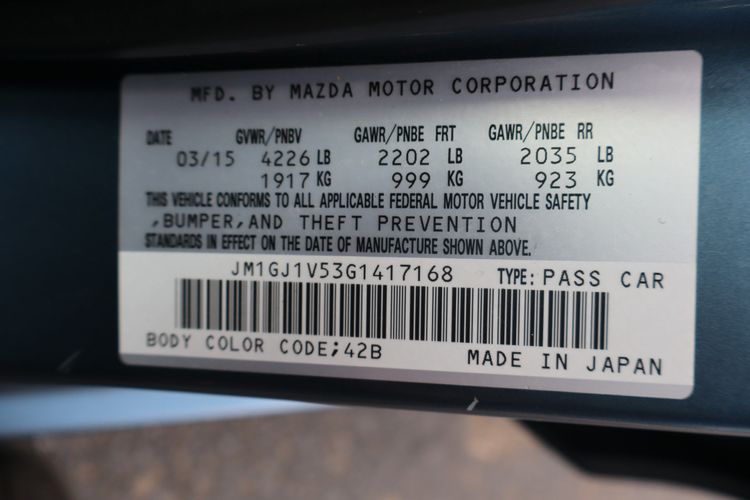 MFD. BY MAZDA MOTOR CORPORATION
DATE GVWR/PNBV GAWR/PNBE FRT GAWR/PNBE RR
03/15 4226 LB 2202 LB 2035 LB
1917 KG 999 KG 923 KG
THIS VEHICLE CONFORMS TO ALL APPLICABLE FEDERAL MOTOR VEHICLE SAFETY
,BUMPER,AND THEFT PREVENTION
STANDARDS IN EFFECT ON THE DATE OF MANUFACTURE SHOWN ABOVE.
JM1GJ1V53G1417168 TYPE: PASS CAR
BODY COLOR CODE;42B MADE IN JAPAN